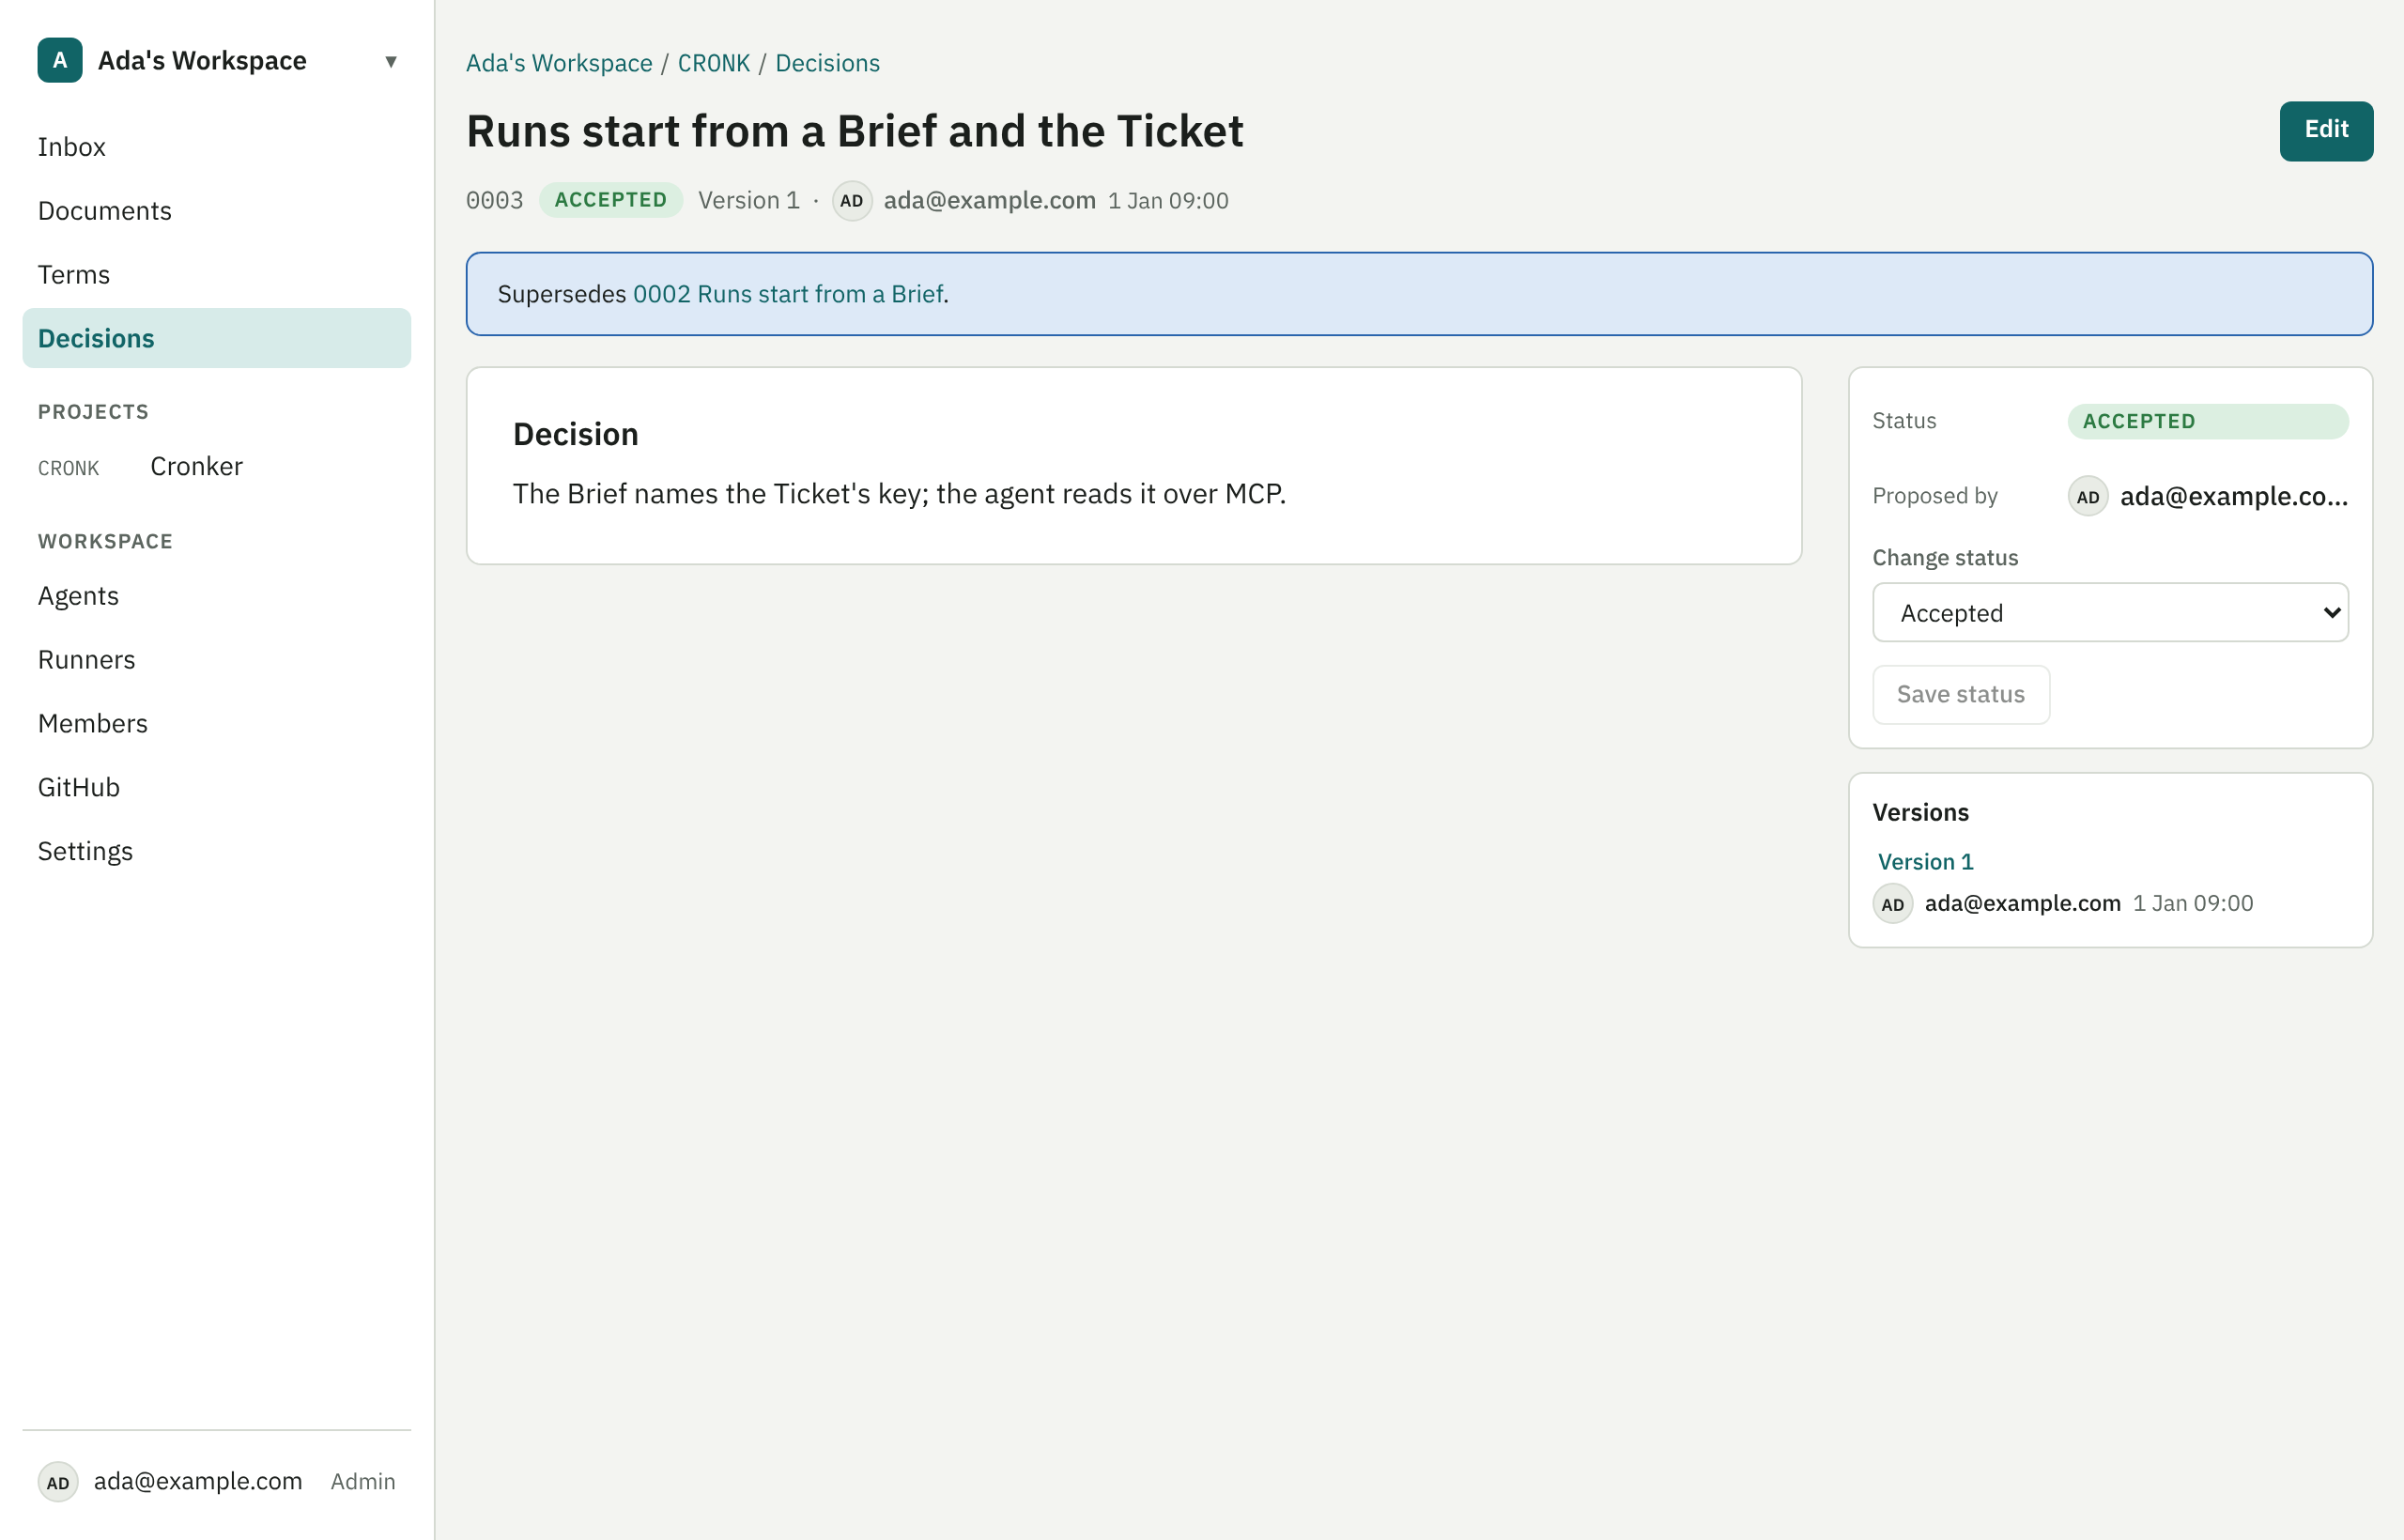 A Ada's Workspace ▼
Inbox
Documents
Terms
Decisions
PROJECTS
CRONK Cronker
WORKSPACE
Agents
Runners
Members
GitHub
Settings
AD ada@example.com Admin
Ada's Workspace / CRONK / Decisions
Runs start from a Brief and the Ticket
Edit
0003 ACCEPTED Version 1 · AD ada@example.com 1 Jan 09:00
Supersedes 0002 Runs start from a Brief.
Decision
The Brief names the Ticket's key; the agent reads it over MCP.
Status ACCEPTED
Proposed by AD ada@example.co...
Change status
Accepted
Save status
Versions
Version 1
AD ada@example.com 1 Jan 09:00